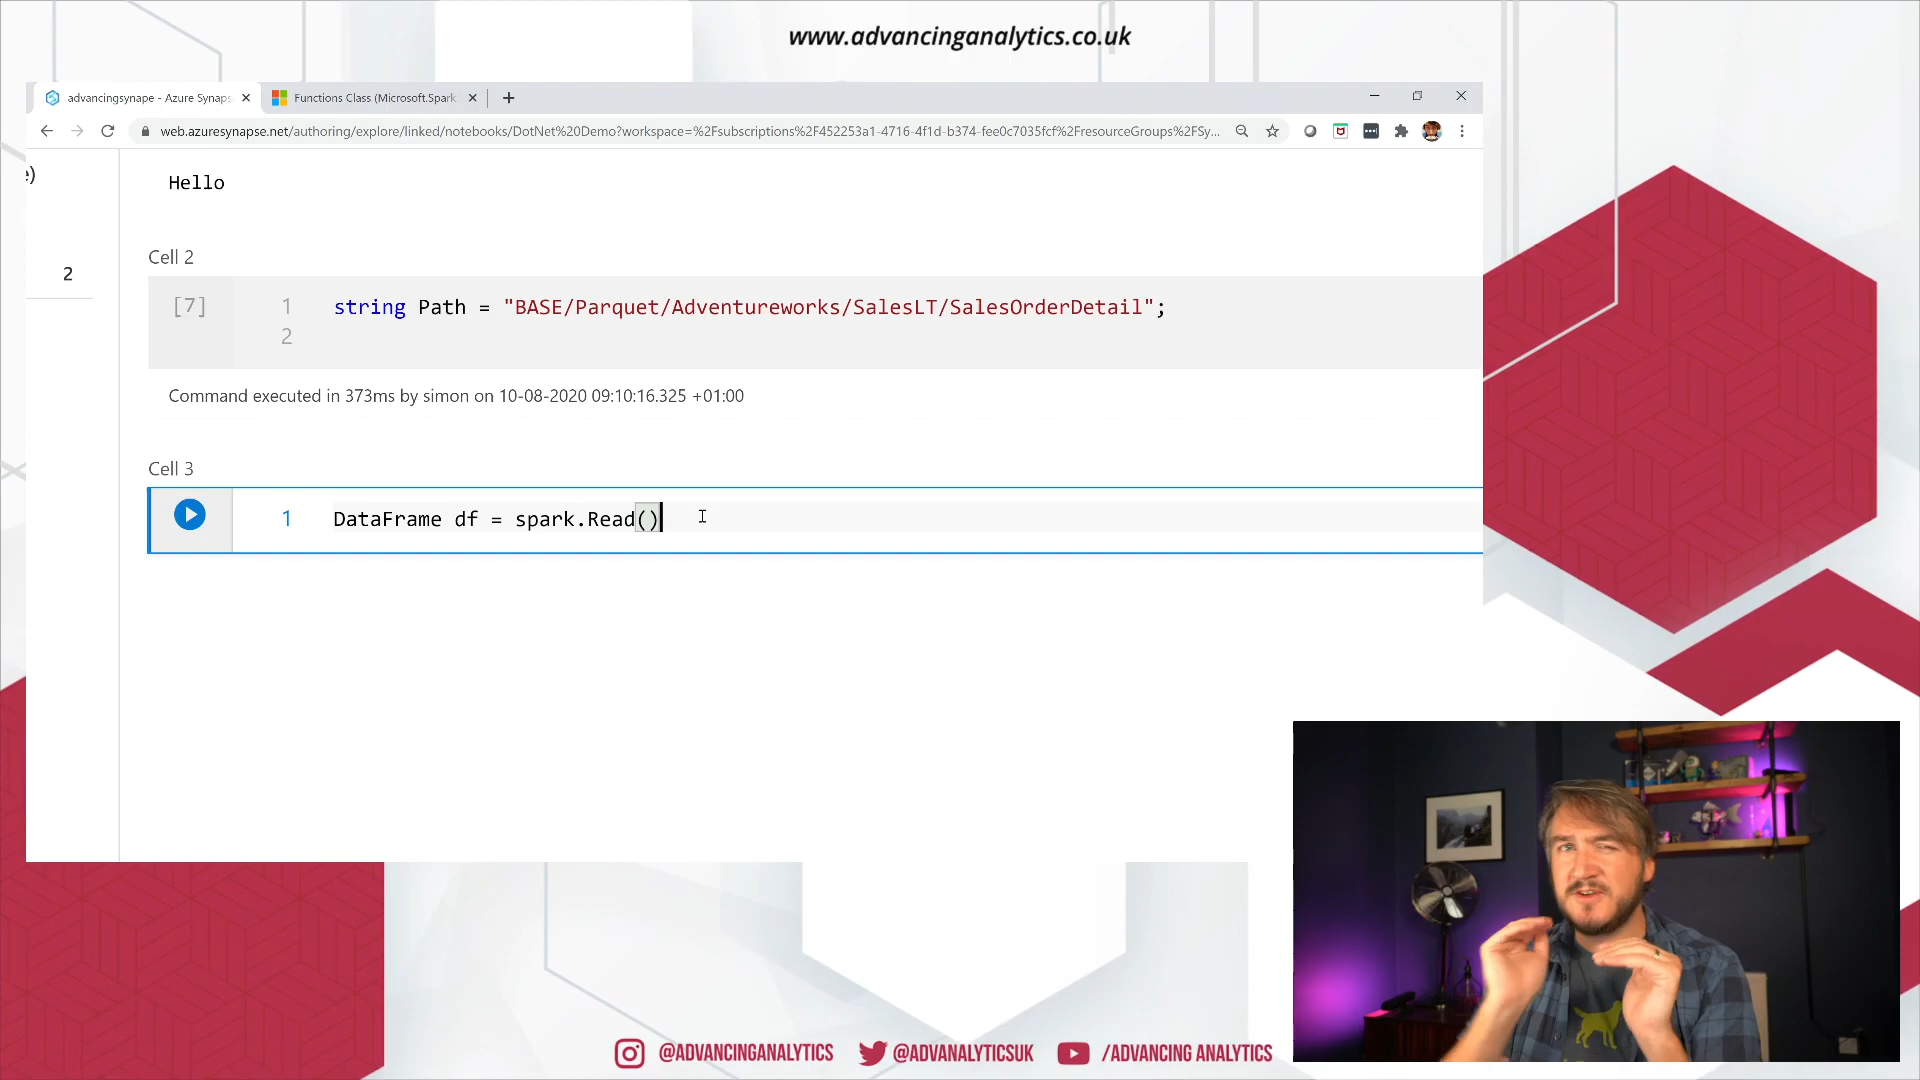 www.advancinganalytics.co.uk
advancingsynape - Azure Synaps
Functions Class (Microsoft.Spark.
web.azuresynapse.net/authoring/explore/linked/notebooks/DotNet%20Demo?workspace=%2Fsubscriptions%2F452253a1-4716-4f1d-b374-fee0c7035fcf%2FresourceGroups%2FSy...
e)
Hello
Cell 2
2
[7]
1 string Path = "BASE/Parquet/Adventureworks/SalesLT/SalesOrderDetail";
2
Command executed in 373ms by simon on 10-08-2020 09:10:16.325 +01:00
Cell 3
1 DataFrame df = spark.Read()
@ADVANCINGANALYTICS @ADVANALYTICSUK /ADVANCING ANALYTICS